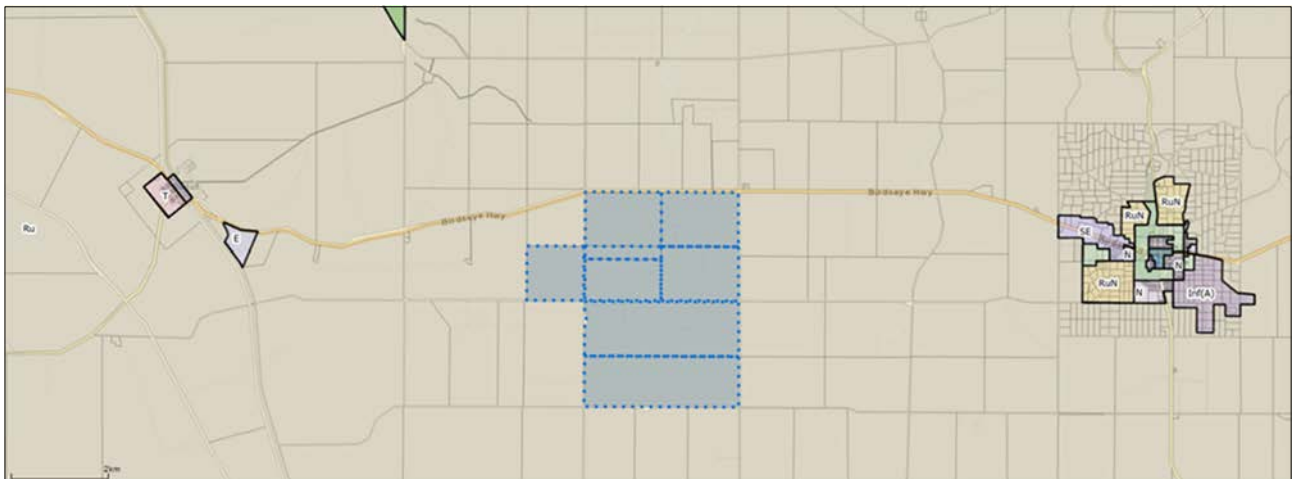 Birdseye Hwy
Birdseye Hwy
T
RuN
RuN
Ru
E
SE
N
N
RuN
N
Inf(A)
2km